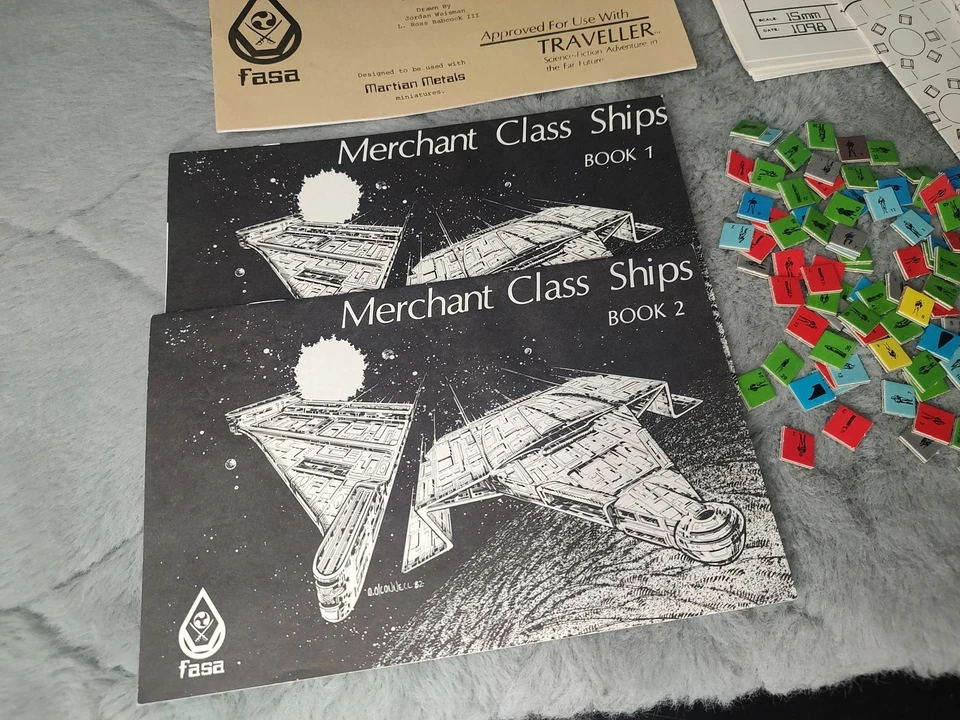 Drawn By
Jordan Weisman
L. Ross Babcock III
fasa
Designed to be used with
Martian Metals
miniatures.
Approved For Use With
TRAVELLER
Science-Fiction Adventure in
the Far Future
SCALE: 15mm
DATE: 1098
Merchant Class Ships
BOOK 1
Merchant Class Ships
BOOK 2
D. O'CONNELL 82
fasa